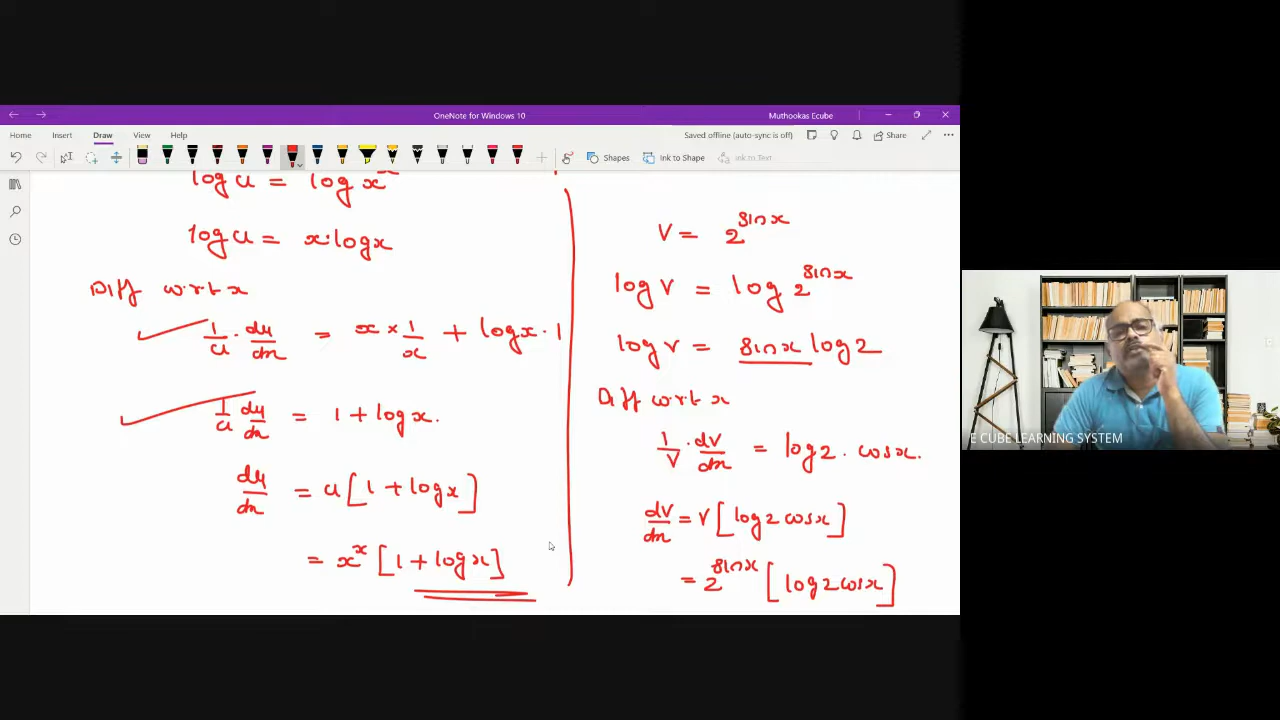 OneNote for Windows 10
Muthookas Ecube
Home Insert Draw View Help
Saved offline (auto-sync is off)
Share
Shapes
Ink to Shape
Ink to Text
log u = log x^x
log u = x·log x
Diff w.r.t x
1/u · du/dx = x × 1/x + log x · 1
1/u du/dx = 1 + log x.
du/dx = u [1 + log x]
= x^x [1 + log x]
V = 2^sin x
log V = log 2^sin x
log V = sin x log 2
Diff w.r.t x
1/V · dV/dx = log 2 . cos x.
dV/dx = V [log 2 cos x]
= 2^sin x [log 2 cos x]
E CUBE LEARNING SYSTEM